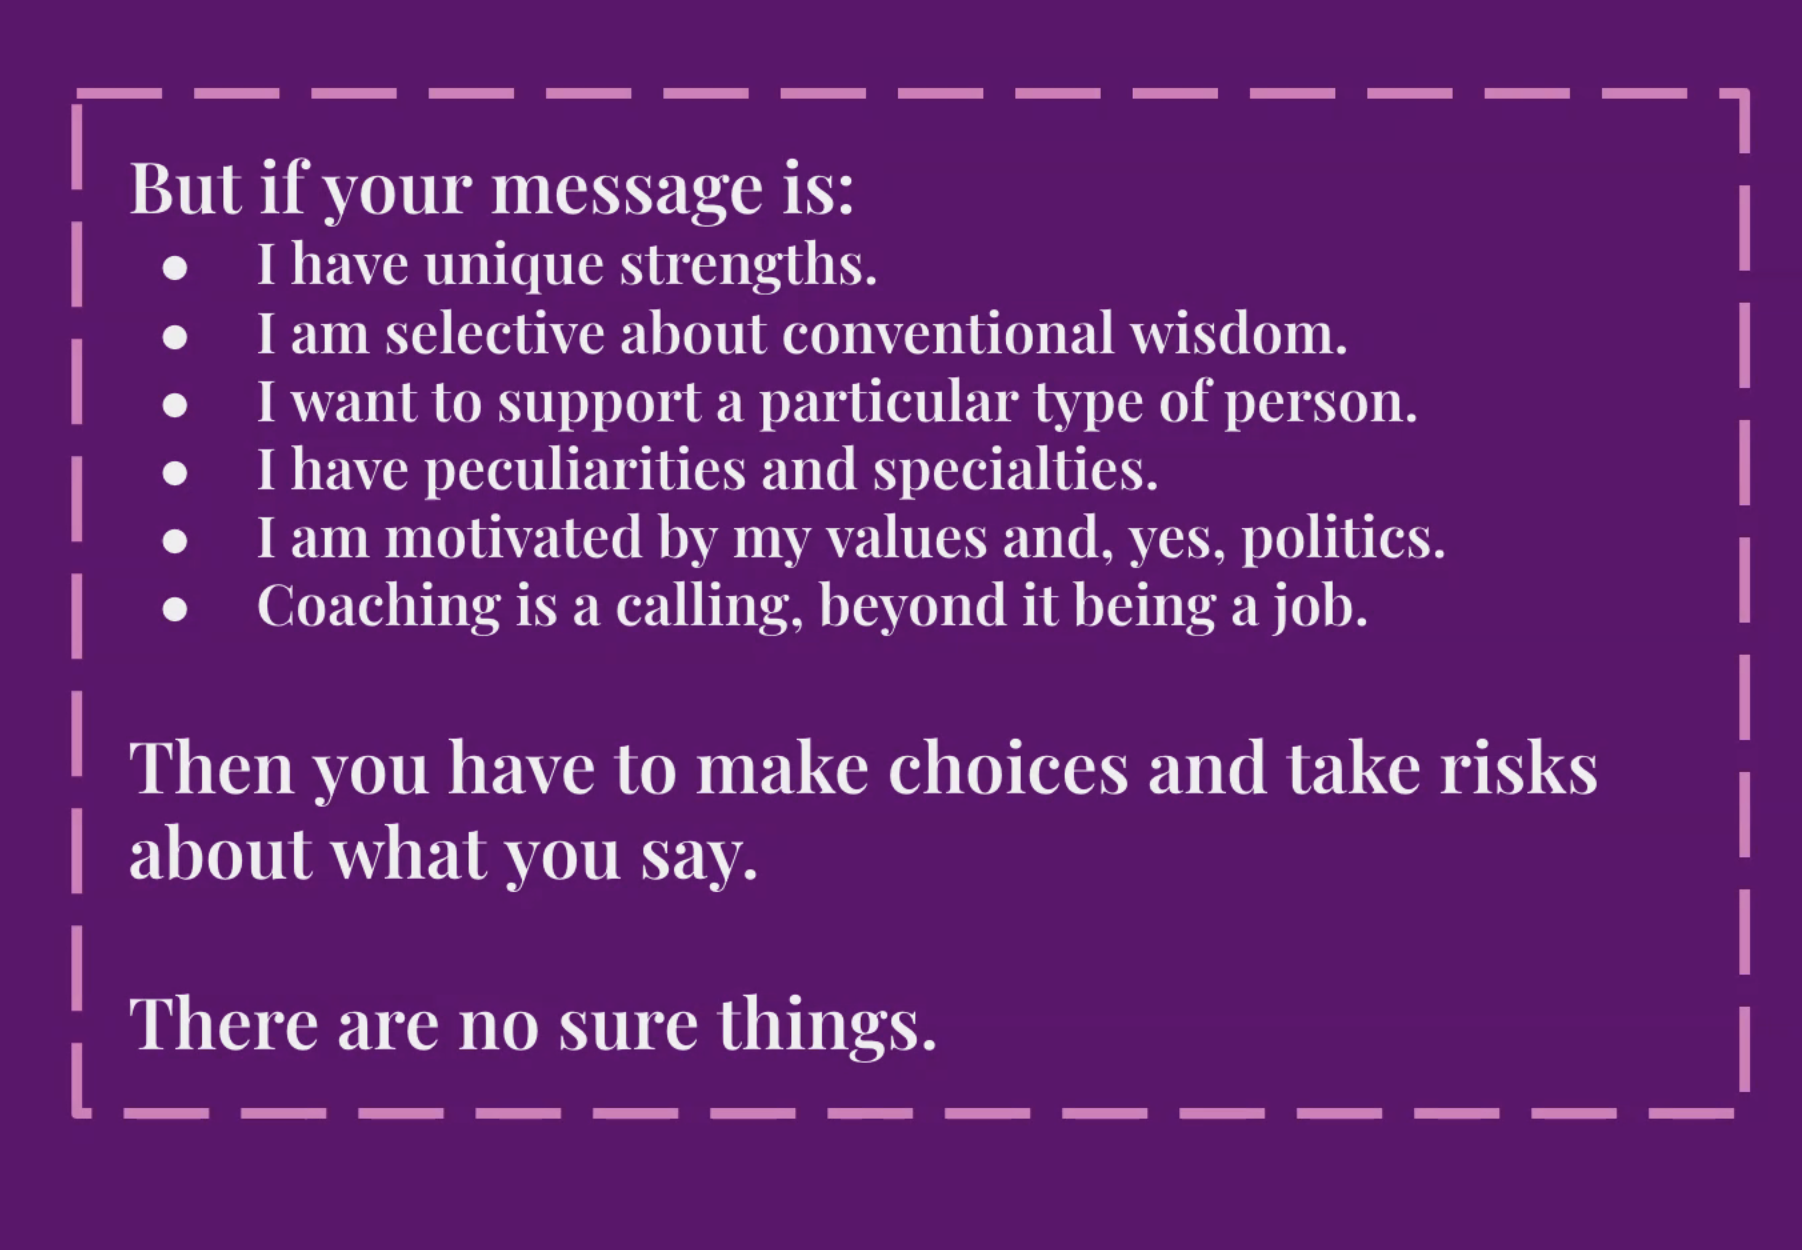 But if your message is:
● I have unique strengths.
● I am selective about conventional wisdom.
● I want to support a particular type of person.
● I have peculiarities and specialties.
● I am motivated by my values and, yes, politics.
● Coaching is a calling, beyond it being a job.
Then you have to make choices and take risks
about what you say.
There are no sure things.